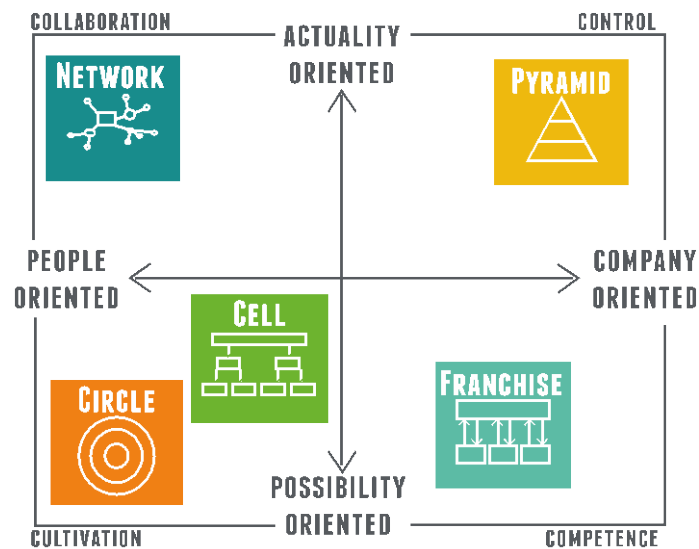 COLLABORATION
CONTROL
ACTUALITY
ORIENTED
NETWORK
PYRAMID
PEOPLE
ORIENTED
COMPANY
ORIENTED
CELL
CIRCLE
FRANCHISE
POSSIBILITY
ORIENTED
CULTIVATION
COMPETENCE